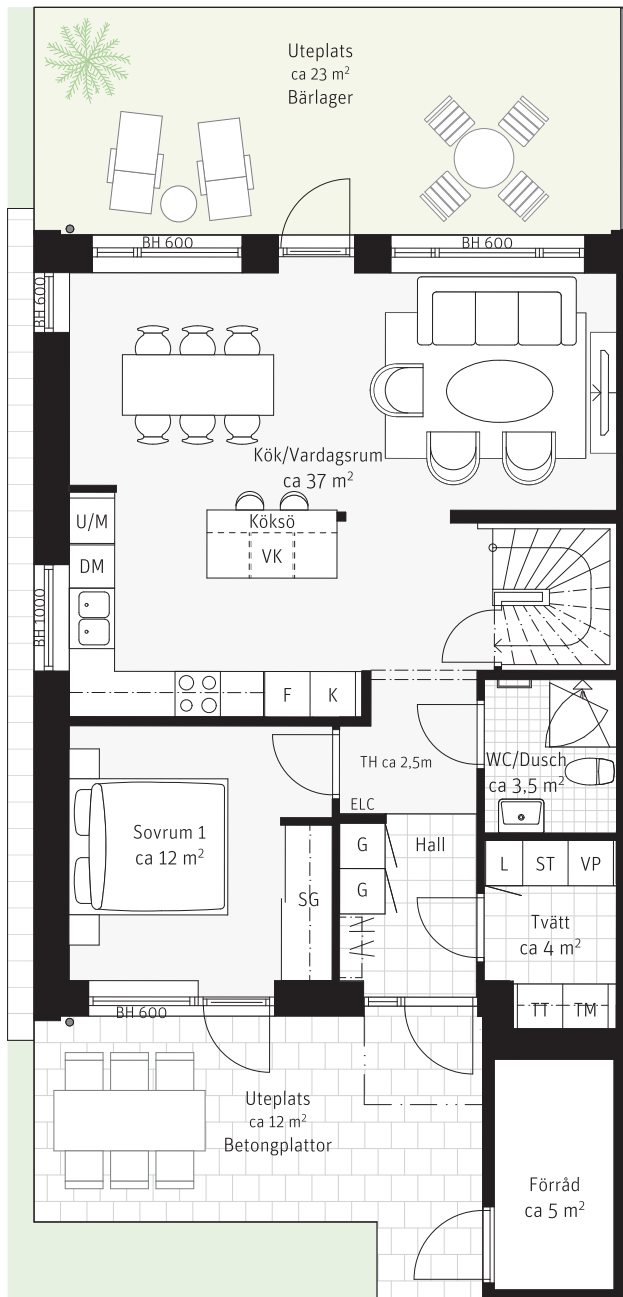 Uteplats
ca 23 m²
Bärlager
BH 600
BH 600
BH 600
Kök/Vardagsrum
ca 37 m²
U/M
Köksö
DM
VK
BH 1000
F
K
TH ca 2,5m
WC/Dusch
ca 3,5 m²
ELC
Sovrum 1
ca 12 m²
G
Hall
G
SG
L
ST
VP
Tvätt
ca 4 m²
BH 600
TT
TM
Uteplats
ca 12 m²
Betongplattor
Förråd
ca 5 m²